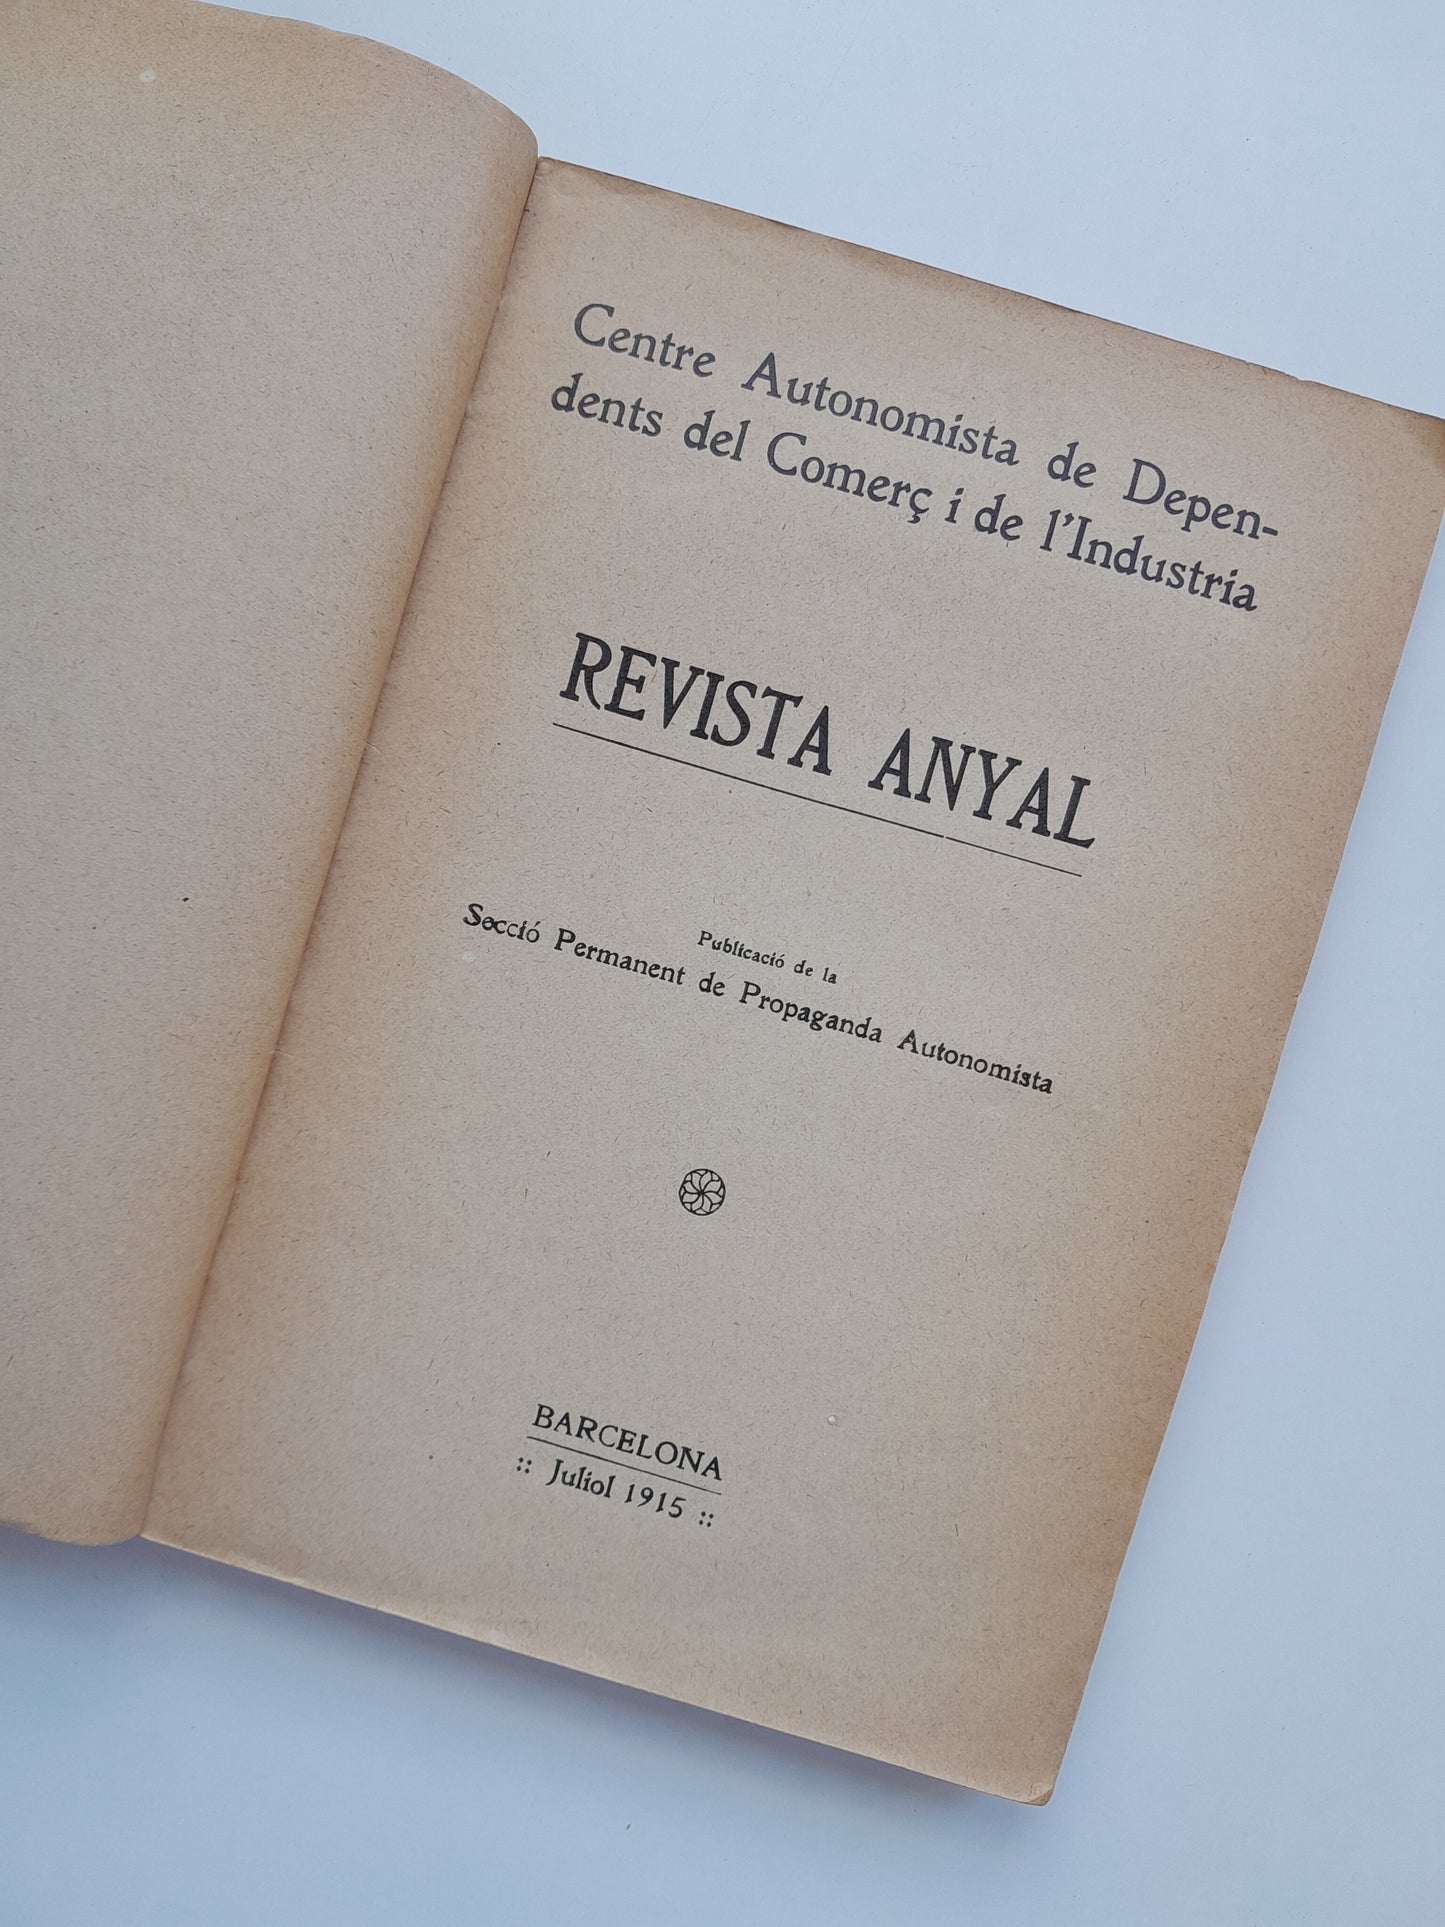 Centre Autonomista de Depen-
dents del Comerç i de l'Industria
REVISTA ANYAL
Publicació de la
Secció Permanent de Propaganda Autonomista
BARCELONA
:: Juliol 1915 ::